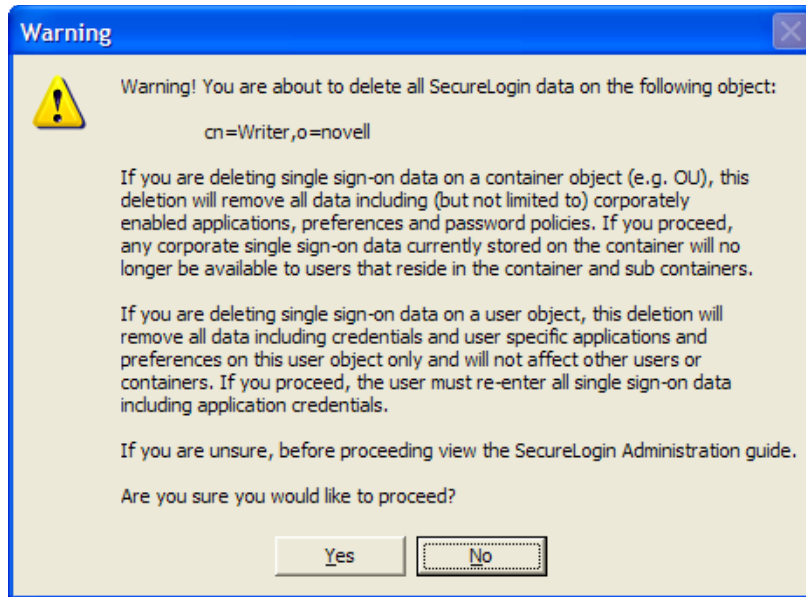 Warning
Warning! You are about to delete all SecureLogin data on the following object:
cn=Writer,o=novell
If you are deleting single sign-on data on a container object (e.g. OU), this
deletion will remove all data including (but not limited to) corporately
enabled applications, preferences and password policies. If you proceed,
any corporate single sign-on data currently stored on the container will no
longer be available to users that reside in the container and sub containers.
If you are deleting single sign-on data on a user object, this deletion will
remove all data including credentials and user specific applications and
preferences on this user object only and will not affect other users or
containers. If you proceed, the user must re-enter all single sign-on data
including application credentials.
If you are unsure, before proceeding view the SecureLogin Administration guide.
Are you sure you would like to proceed?
Yes No